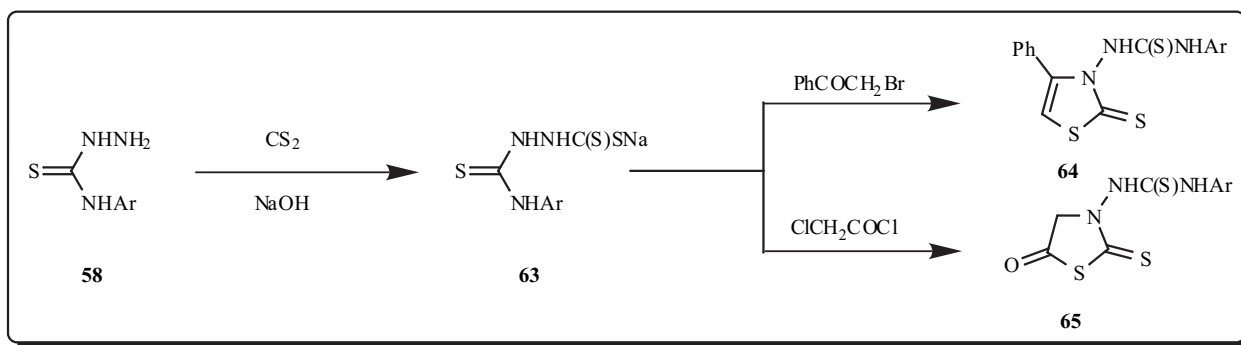 S
NHNH2
NHAr
58
CS2
NaOH
S
NHNHC(S)SNa
NHAr
63
PhCOCH2Br
ClCH2COCl
Ph
NHC(S)NHAr
N
S
S
64
NHC(S)NHAr
N
O
S
S
65